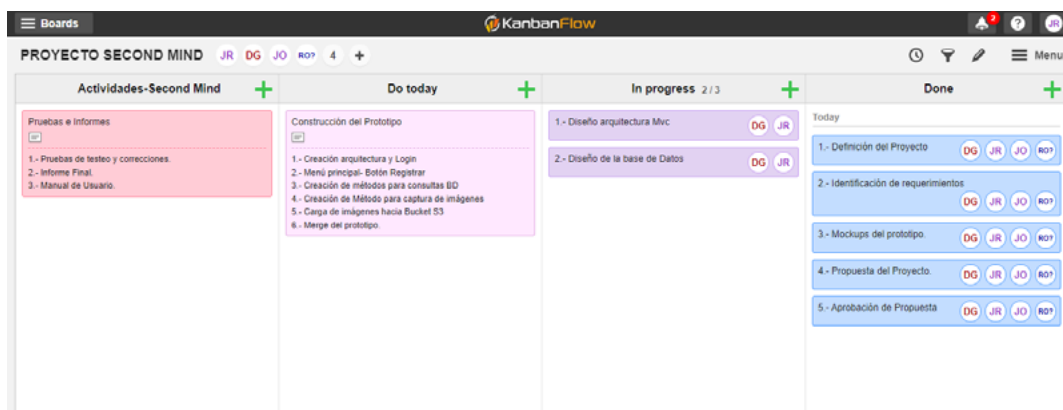 Boards
KanbanFlow
2
?
JR
PROYECTO SECOND MIND JR DG JO RO? 4 +
Menu
Actividades-Second Mind
Pruebas e Informes
1.- Pruebas de testeo y correcciones.
2.- Informe Final.
3.- Manual de Usuario.
Do today
Construcción del Prototipo
1.- Creación arquitectura y Login
2.- Menú principal- Botón Registrar
3.- Creación de métodos para consultas BD
4.- Creación de Método para captura de imágenes
5.- Carga de imágenes hacia Bucket S3
6.- Merge del prototipo.
In progress 2/3
1.- Diseño arquitectura Mvc DG JR
2.- Diseño de la base de Datos DG JR
Done
Today
1.- Definición del Proyecto DG JR JO RO?
2.- Identificación de requerimientos
DG JR JO RO?
3.- Mockups del prototipo. DG JR JO RO?
4.- Propuesta del Proyecto. DG JR JO RO?
5.- Aprobación de Propuesta DG JR JO RO?